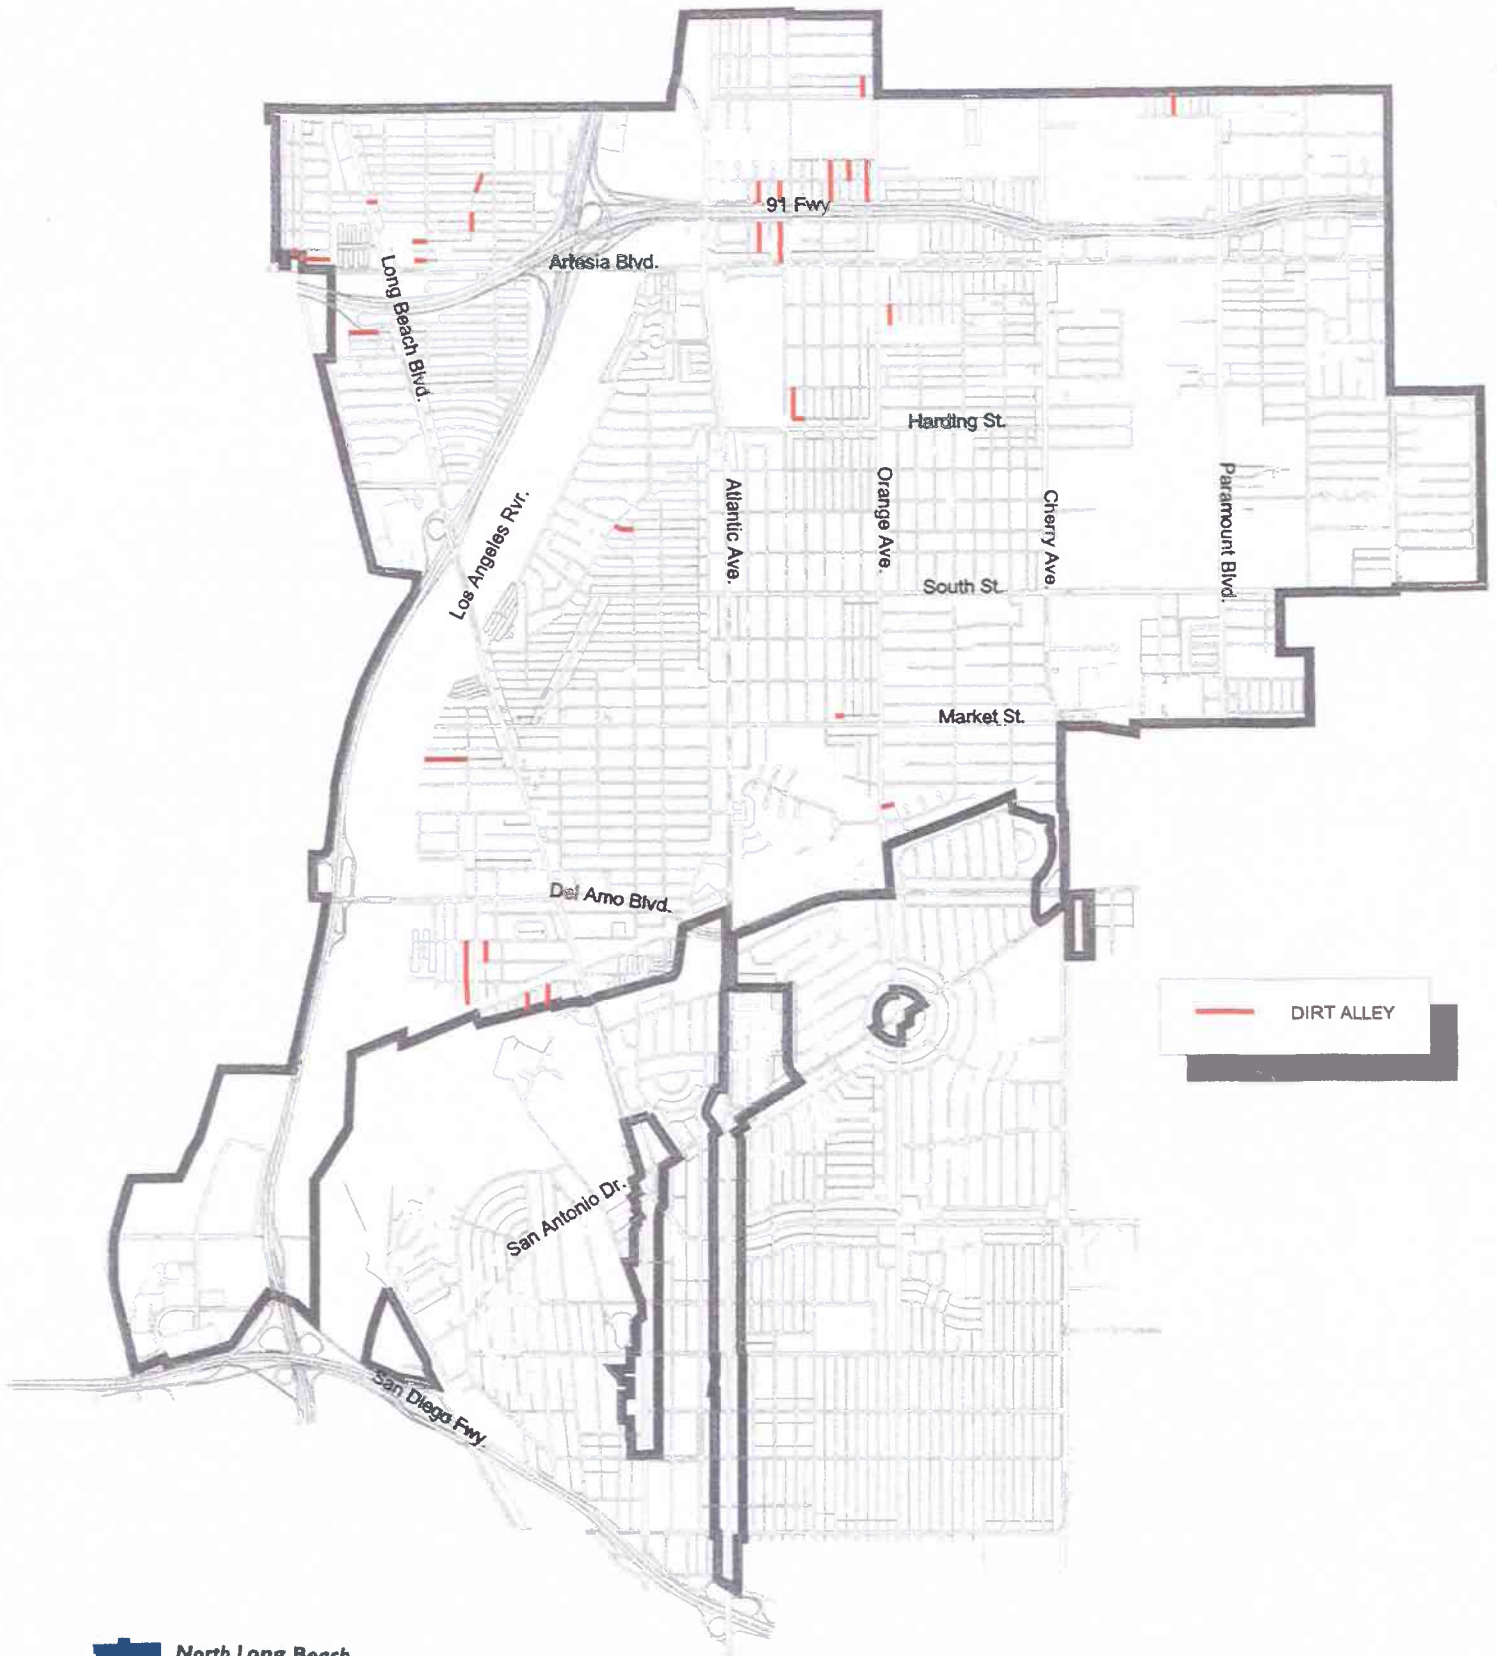 91 Fwy
Artesia Blvd.
Long Beach Blvd.
Harding St.
Los Angeles Rvr.
Atlantic Ave.
Orange Ave.
Cherry Ave.
Paramount Blvd.
South St.
Market St.
Del Amo Blvd.
DIRT ALLEY
San Antonio Dr.
San Diego Fwy.
North Long Beach